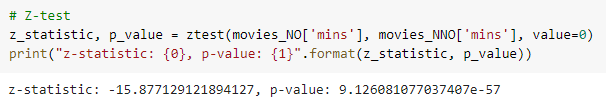 # Z-test
z_statistic, p_value = ztest(movies_NO['mins'], movies_NNO['mins'], value=0)
print("z-statistic: {0}, p-value: {1}".format(z_statistic, p_value))
z-statistic: -15.877129121894127, p-value: 9.126081077037407e-57